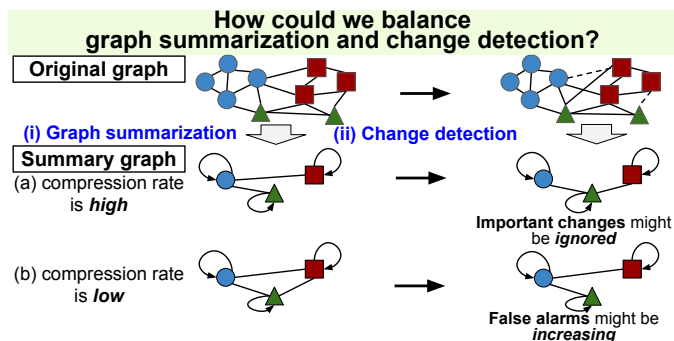 How could we balance
graph summarization and change detection?
Original graph
(i) Graph summarization
(ii) Change detection
Summary graph
(a) compression rate
is high
Important changes might
be ignored
(b) compression rate
is low
False alarms might be
increasing